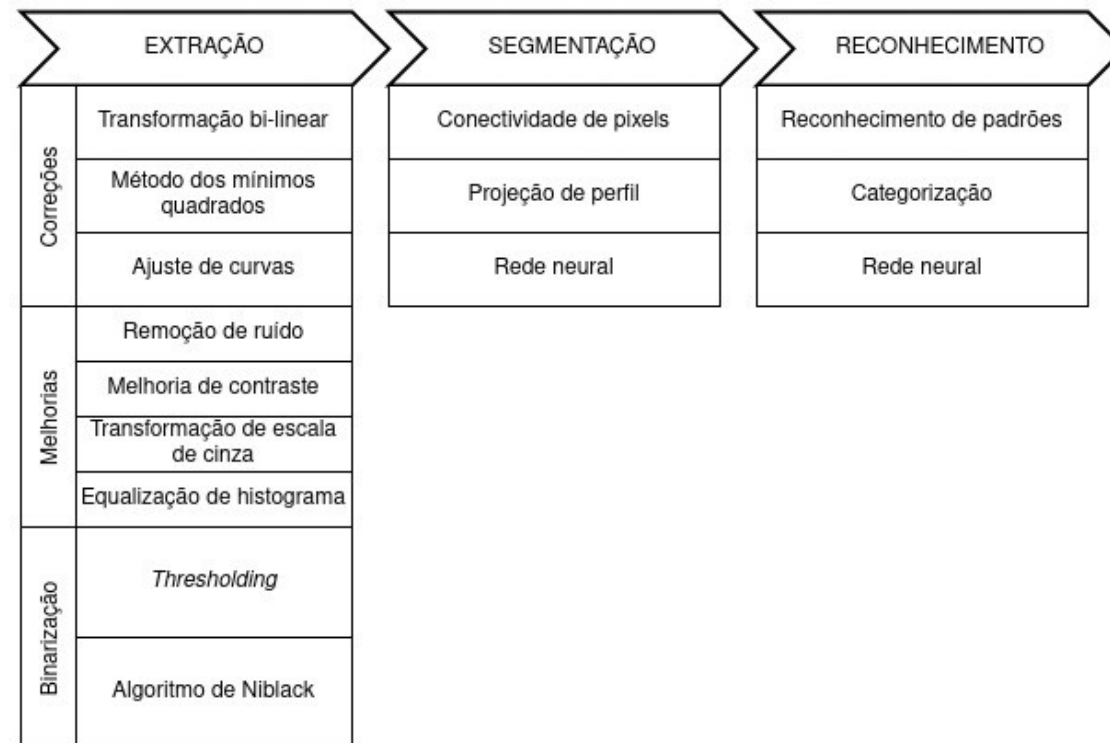 EXTRAÇÃO
SEGMENTAÇÃO
RECONHECIMENTO
Correções
Transformação bi-linear
Método dos mínimos
quadrados
Ajuste de curvas
Melhorias
Remoção de ruído
Melhoria de contraste
Transformação de escala
de cinza
Equalização de histograma
Binarização
Thresholding
Algoritmo de Niblack
Conectividade de pixels
Projeção de perfil
Rede neural
Reconhecimento de padrões
Categorização
Rede neural